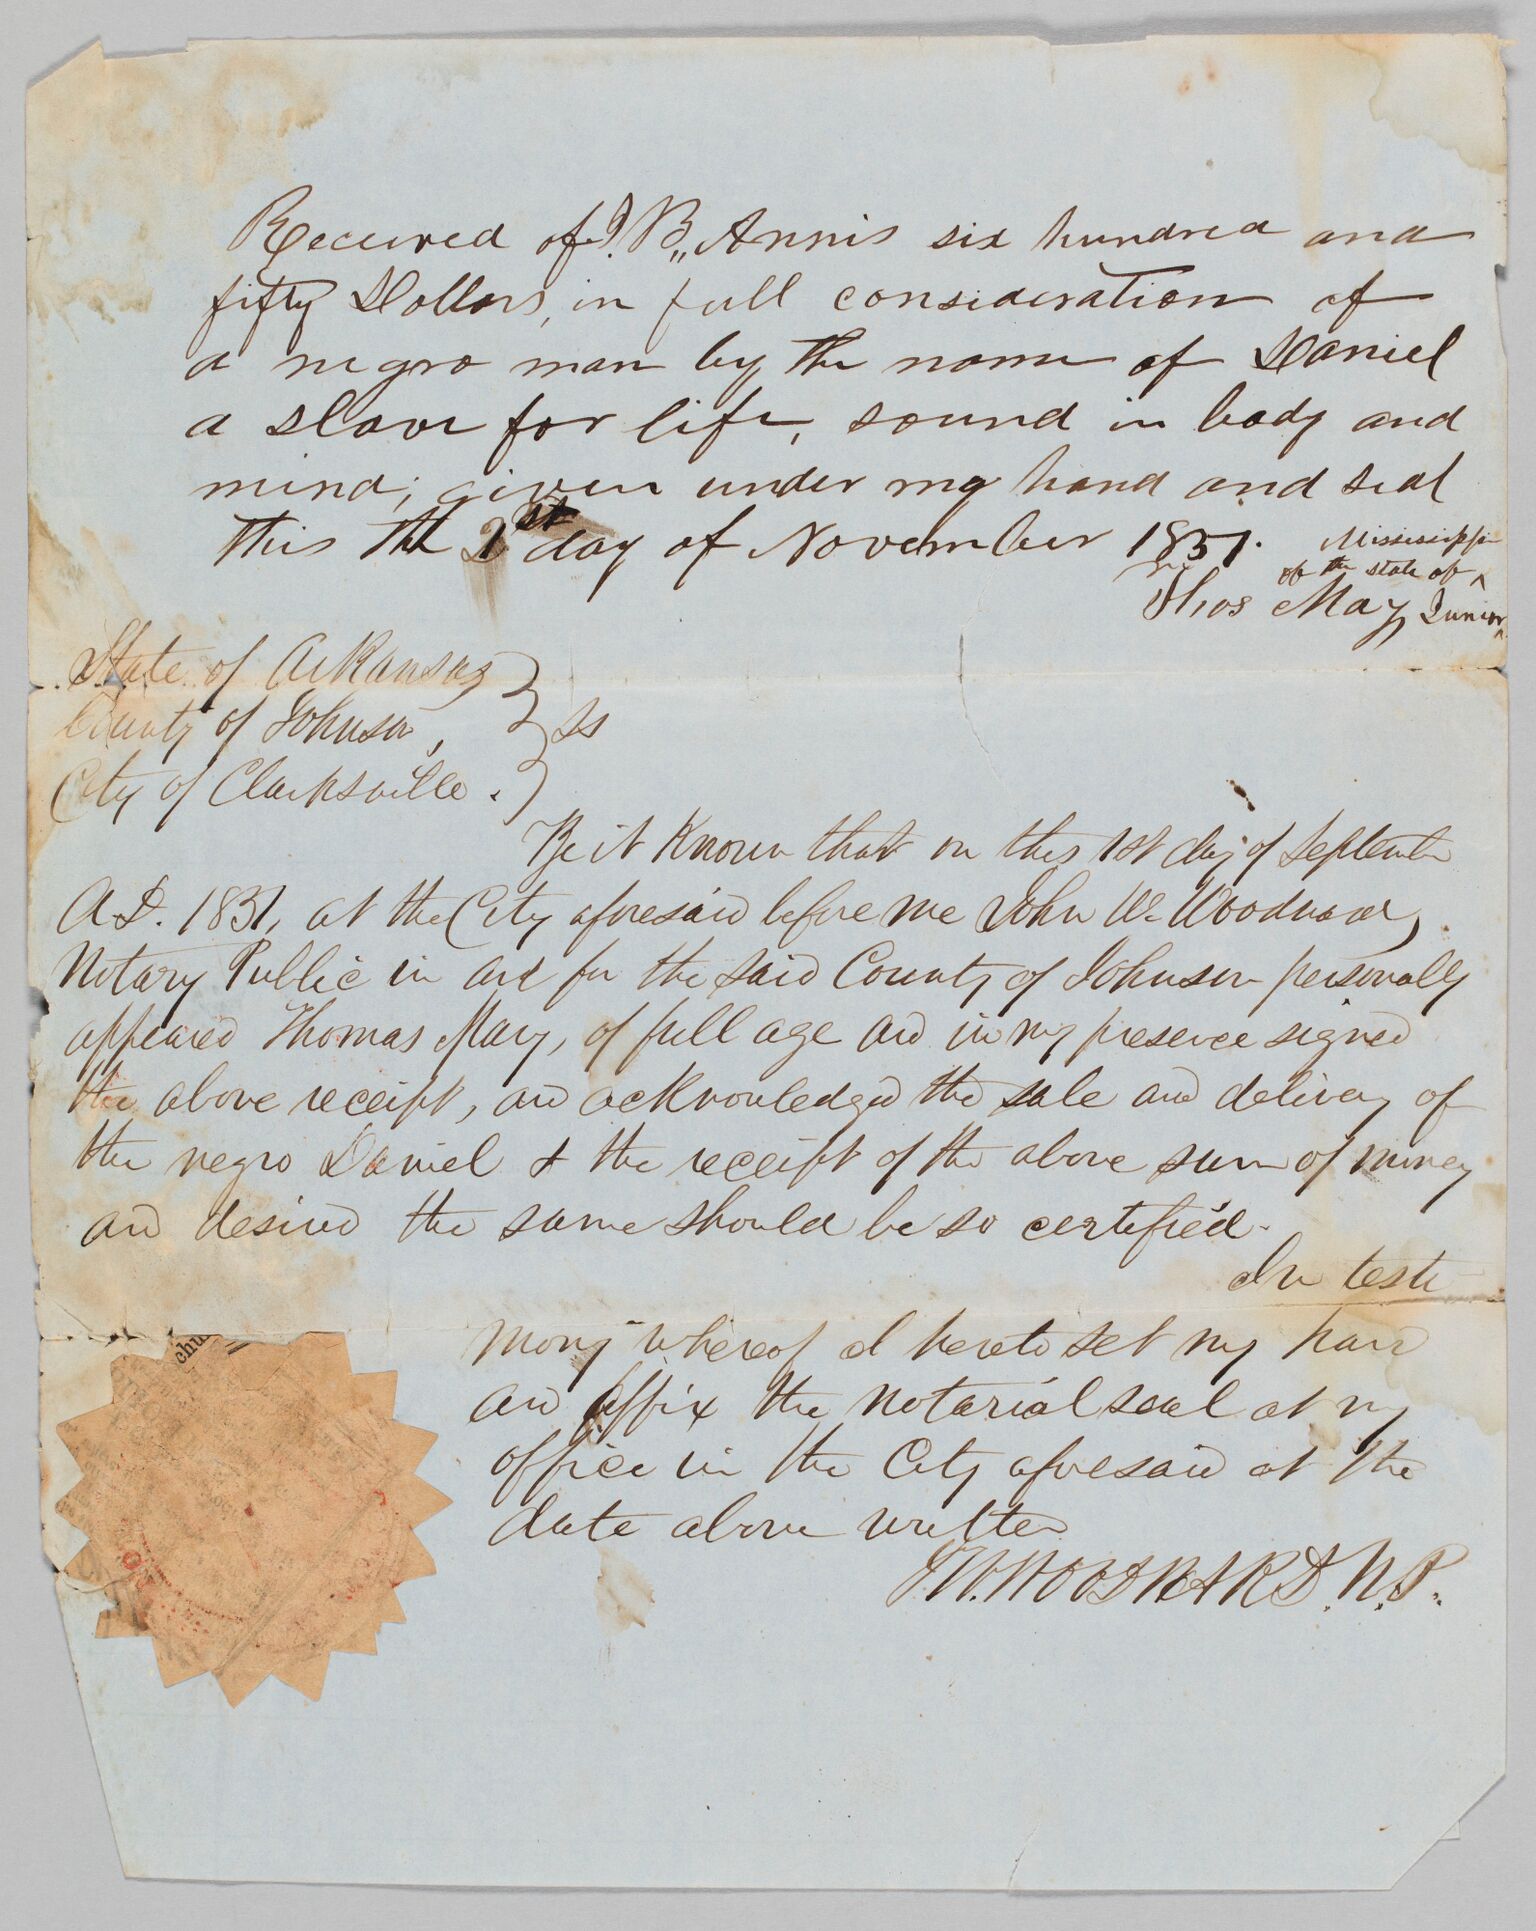 Received of J. B. Annis six hundred and
fifty Dollars, in full consideration of
a negro man by the name of Daniel
a slave for life, sound in body and
mind, given under my hand and seal
this the 1st day of November 1851.
Mississippi
of the state of ^
Thos May Junior
State of Arkansas
County of Johnson, } ss
City of Clarksville.
Be it Known that on this 1st day of September
A.D. 1851, at the City aforesaid before me John W. Woodward,
Notary Public in and for the said County of Johnson personally
appeared Thomas May, of full age and in my presence signed
the above receipt, and acknowledged the sale and delivery of
the negro Daniel & the receipt of the above sum of money
and desired the same should be so certified.
In testi
mony whereof I hereto set my hand
and affix the notarial seal at my
office in the City aforesaid at the
date above written
J. W. WOODWARD. N.P.
chu